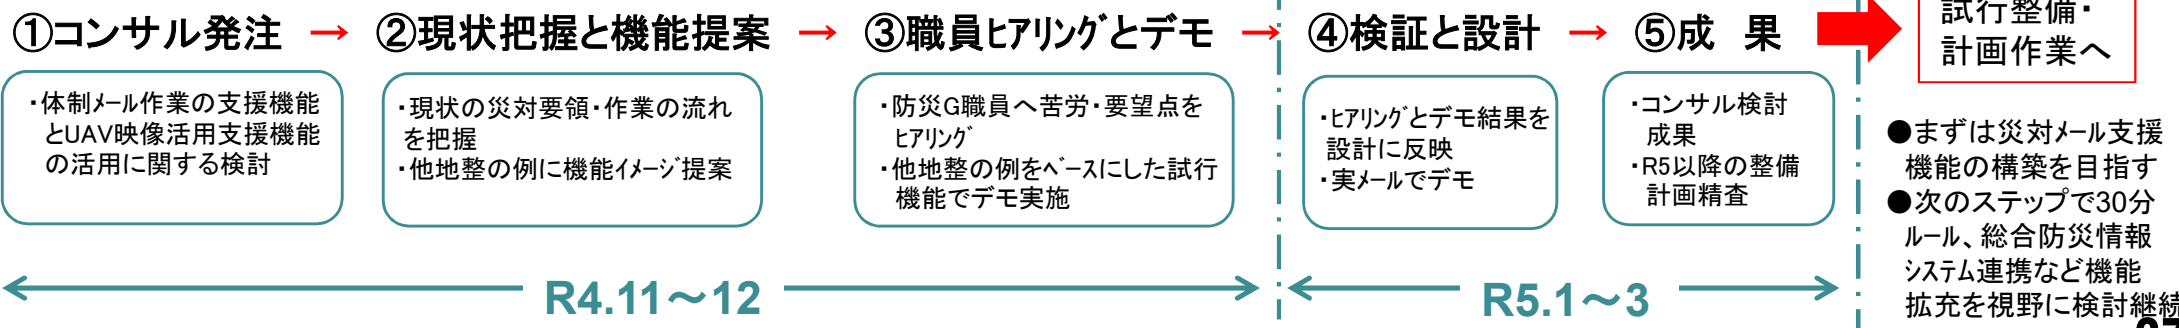 ①コンサル発注 → ②現状把握と機能提案 → ③職員ﾋｱﾘﾝｸﾞとデモ → ④検証と設計 → ⑤成 果
・体制ﾒｰﾙ作業の支援機能
とUAV映像活用支援機能
の活用に関する検討
・現状の災対要領・作業の流れ
を把握
・他地整の例に機能ｲﾒｰｼﾞ提案
・防災G職員へ苦労・要望点を
ﾋｱﾘﾝｸﾞ
・他地整の例をﾍﾞｰｽにした試行
機能でデモ実施
・ﾋｱﾘﾝｸﾞとデモ結果を
設計に反映
・実ﾒｰﾙでデモ
・コンサル検討
成果
・R5以降の整備
計画精査
試行整備・
計画作業へ
●まずは災対ﾒｰﾙ支援
機能の構築を目指す
●次のステップで30分
ﾙｰﾙ、総合防災情報
ｼｽﾃﾑ連携など機能
拡充を視野に検討継続
R4.11～12
R5.1～3